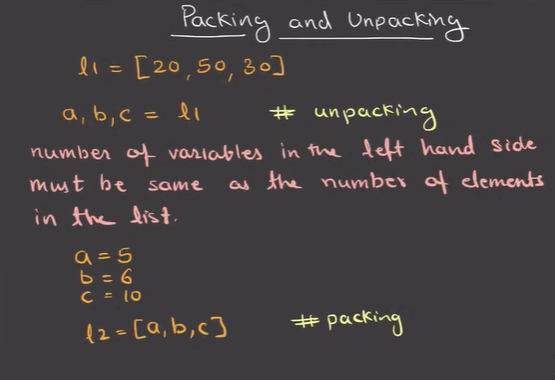 Packing and Unpacking
l1 = [20, 50, 30]
a, b, c = l1 # unpacking
number of variables in the left hand side
must be same as the number of elements
in the list.
a = 5
b = 6
c = 10
l2 = [a, b, c] # packing